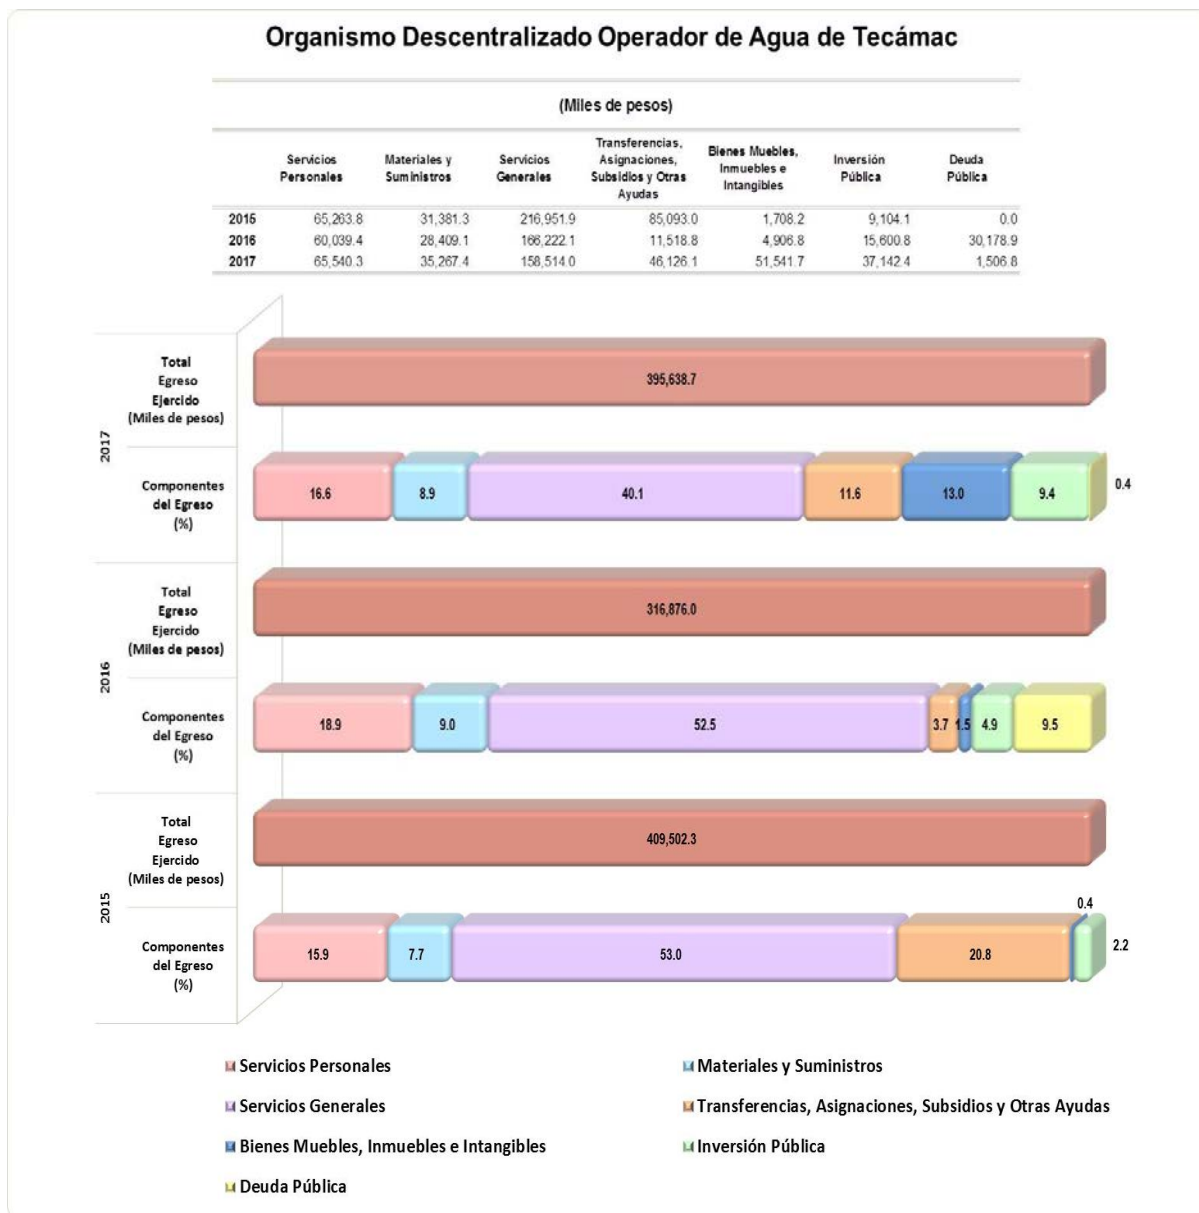 Organismo Descentralizado Operador de Agua de Tecámac
(Miles de pesos)
Servicios Personales
Materiales y Suministros
Servicios Generales
Transferencias, Asignaciones, Subsidios y Otras Ayudas
Bienes Muebles, Inmuebles e Intangibles
Inversión Pública
Deuda Pública
2015 65,263.8 31,381.3 216,951.9 85,093.0 1,708.2 9,104.1 0.0
2016 60,039.4 28,409.1 166,222.1 11,518.8 4,906.8 15,600.8 30,178.9
2017 65,540.3 35,267.4 158,514.0 46,126.1 51,541.7 37,142.4 1,506.8
2017
Total
Egreso
Ejercido
(Miles de pesos)
395,638.7
Componentes
del Egreso
(%)
16.6 8.9 40.1 11.6 13.0 9.4 0.4
2016
Total
Egreso
Ejercido
(Miles de pesos)
316,876.0
Componentes
del Egreso
(%)
18.9 9.0 52.5 3.7 1.5 4.9 9.5
2015
Total
Egreso
Ejercido
(Miles de pesos)
409,502.3
Componentes
del Egreso
(%)
15.9 7.7 53.0 20.8 0.4 2.2
Servicios Personales
Materiales y Suministros
Servicios Generales
Transferencias, Asignaciones, Subsidios y Otras Ayudas
Bienes Muebles, Inmuebles e Intangibles
Inversión Pública
Deuda Pública